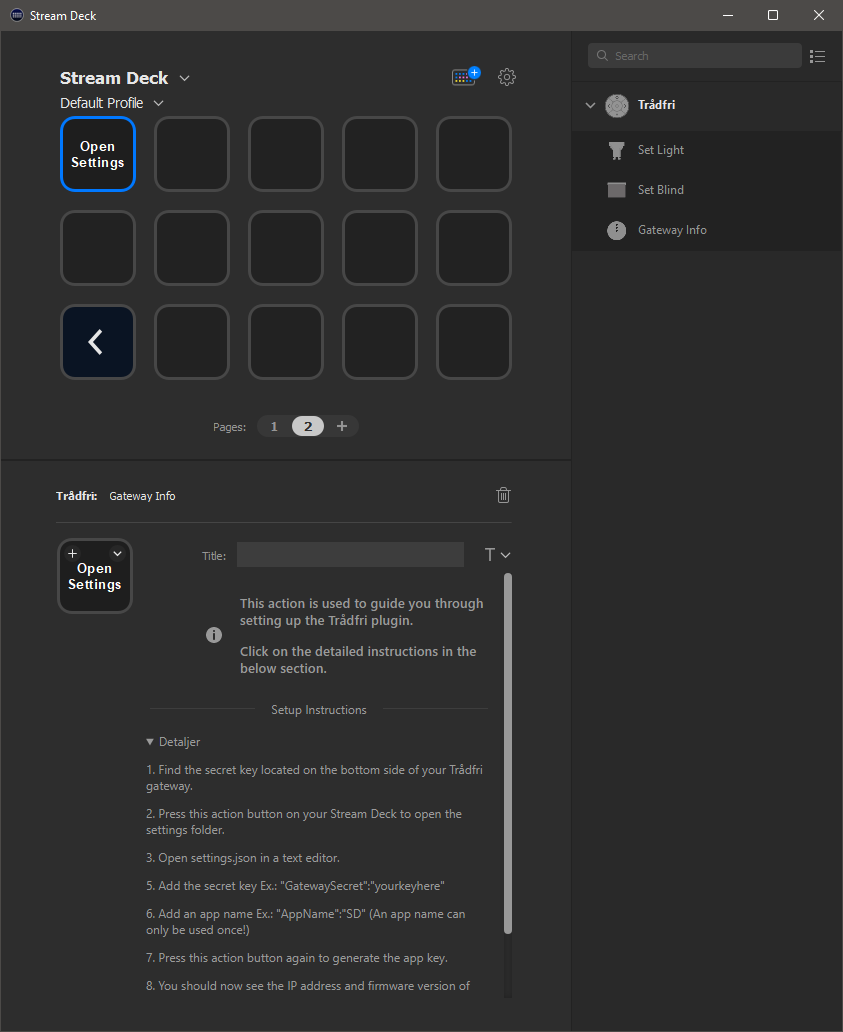 Stream Deck
Stream Deck
Default Profile
Open
Settings
Pages:
1
2
+
Search
Trådfri
Set Light
Set Blind
Gateway Info
Trådfri: Gateway Info
Open
Settings
Title:
T
This action is used to guide you through
setting up the Trådfri plugin.
Click on the detailed instructions in the
below section.
Setup Instructions
Detaljer
1. Find the secret key located on the bottom side of your Trådfri
gateway.
2. Press this action button on your Stream Deck to open the
settings folder.
3. Open settings.json in a text editor.
5. Add the secret key Ex.: "GatewaySecret":"yourkeyhere"
6. Add an app name Ex.: "AppName":"SD" (An app name can
only be used once!)
7. Press this action button again to generate the app key.
8. You should now see the IP address and firmware version of